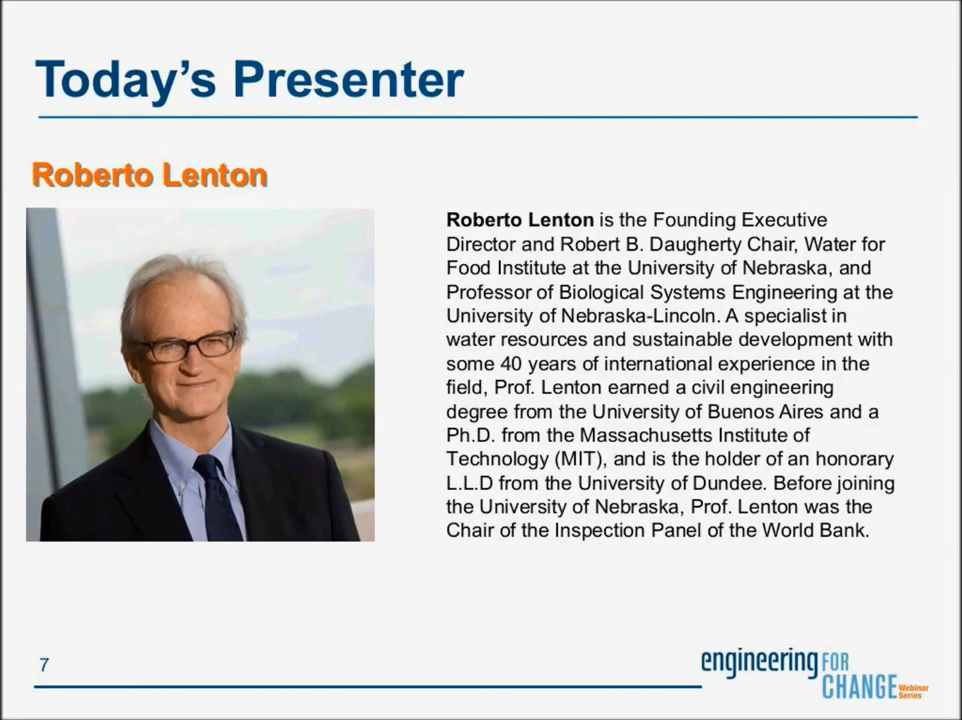 Today's Presenter
Roberto Lenton
Roberto Lenton is the Founding Executive
Director and Robert B. Daugherty Chair, Water for
Food Institute at the University of Nebraska, and
Professor of Biological Systems Engineering at the
University of Nebraska-Lincoln. A specialist in
water resources and sustainable development with
some 40 years of international experience in the
field, Prof. Lenton earned a civil engineering
degree from the University of Buenos Aires and a
Ph.D. from the Massachusetts Institute of
Technology (MIT), and is the holder of an honorary
L.L.D from the University of Dundee. Before joining
the University of Nebraska, Prof. Lenton was the
Chair of the Inspection Panel of the World Bank.
7
engineering FOR
CHANGE Webinar
Series